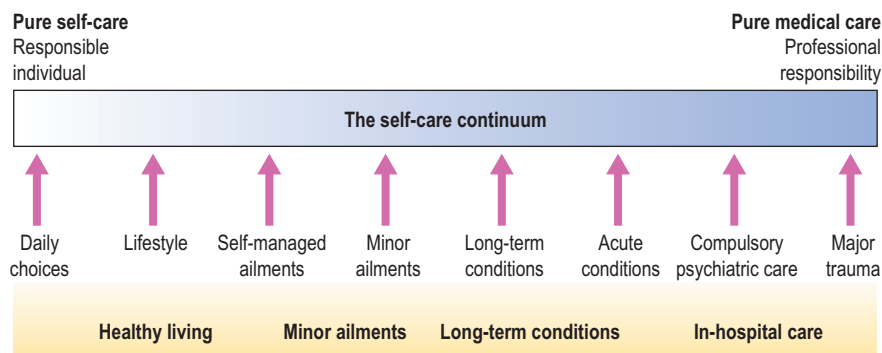 Pure self-care
Responsible
individual
Pure medical care
Professional
responsibility
The self-care continuum
Daily
choices
Lifestyle
Self-managed
ailments
Minor
ailments
Long-term
conditions
Acute
conditions
Compulsory
psychiatric care
Major
trauma
Healthy living
Minor ailments
Long-term conditions
In-hospital care